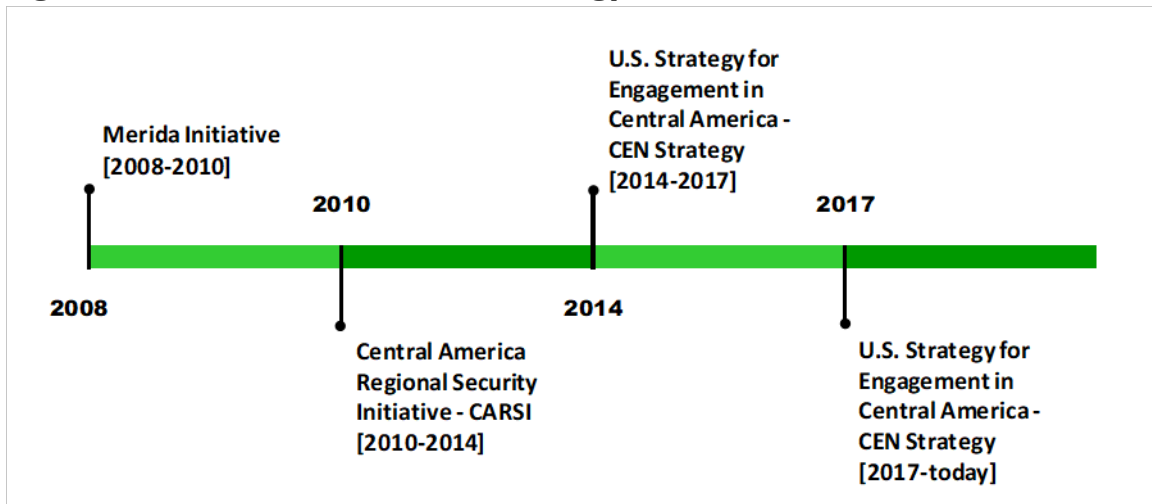 Merida Initiative
[2008-2010]
2010
U.S. Strategy for
Engagement in
Central America -
CEN Strategy
[2014-2017]
2017
2008
Central America
Regional Security
Initiative - CARSI
[2010-2014]
2014
U.S. Strategy for
Engagement in
Central America -
CEN Strategy
[2017-today]